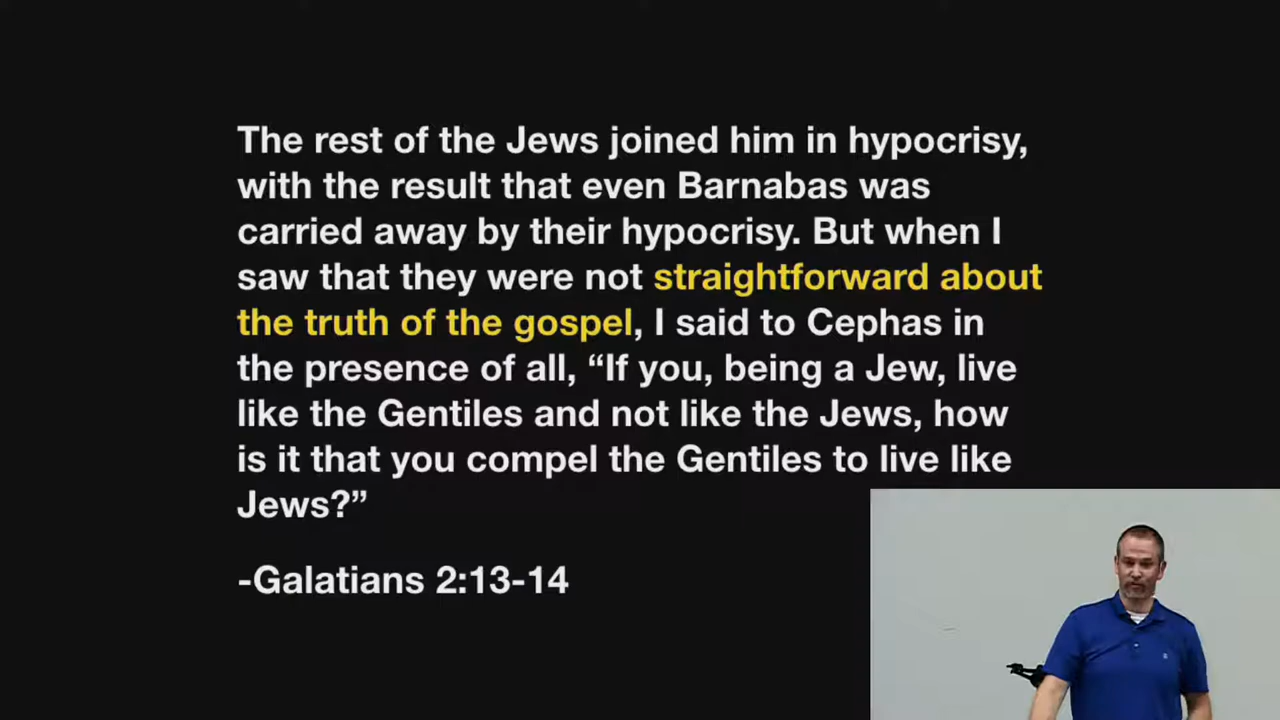 The rest of the Jews joined him in hypocrisy,
with the result that even Barnabas was
carried away by their hypocrisy. But when I
saw that they were not straightforward about
the truth of the gospel, I said to Cephas in
the presence of all, “If you, being a Jew, live
like the Gentiles and not like the Jews, how
is it that you compel the Gentiles to live like
Jews?”
-Galatians 2:13-14